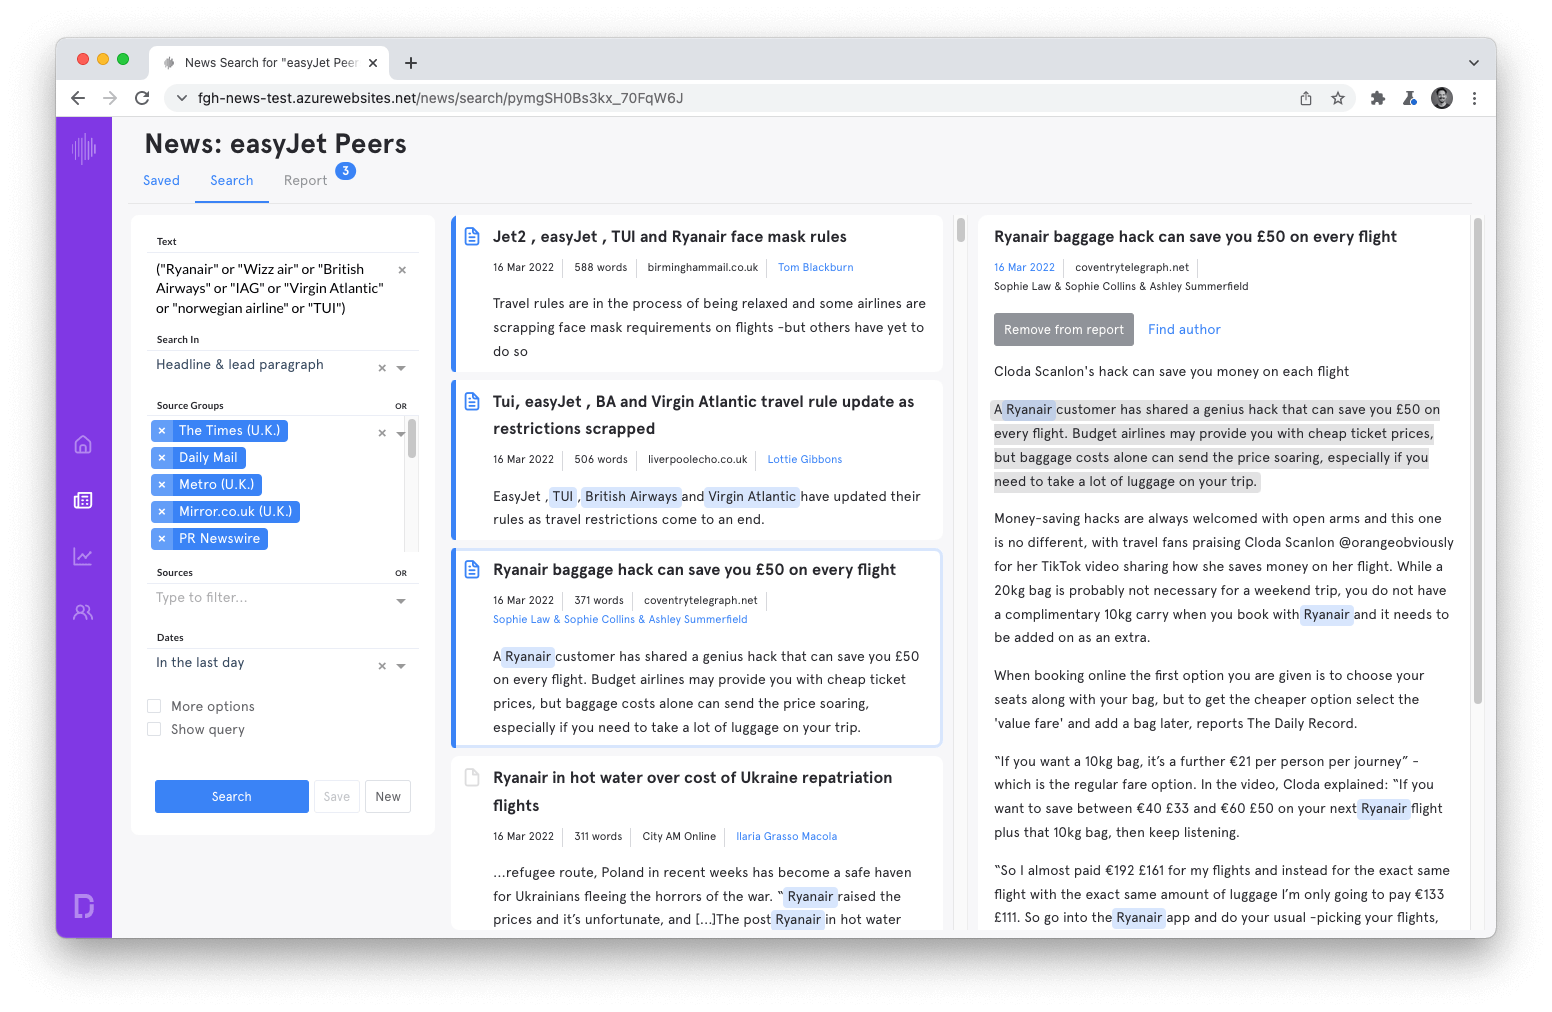 News Search for "easyJet Peer
fgh-news-test.azurewebsites.net/news/search/pymgSH0Bs3kx_70FqW6J
News: easyJet Peers
Saved
Search
Report
3
Text
("Ryanair" or "Wizz air" or "British
Airways" or "IAG" or "Virgin Atlantic"
or "norwegian airline" or "TUI")
Search In
Headline & lead paragraph
Source Groups
OR
The Times (U.K.)
Daily Mail
Metro (U.K.)
Mirror.co.uk (U.K.)
PR Newswire
Sources
OR
Type to filter...
Dates
In the last day
More options
Show query
Search
Save
New
Jet2 , easyJet , TUI and Ryanair face mask rules
16 Mar 2022
588 words
birminghammail.co.uk
Tom Blackburn
Travel rules are in the process of being relaxed and some airlines are
scrapping face mask requirements on flights -but others have yet to
do so
Tui, easyJet , BA and Virgin Atlantic travel rule update as
restrictions scrapped
16 Mar 2022
506 words
liverpoolecho.co.uk
Lottie Gibbons
EasyJet , TUI , British Airways and Virgin Atlantic have updated their
rules as travel restrictions come to an end.
Ryanair baggage hack can save you £50 on every flight
16 Mar 2022
371 words
coventrytelegraph.net
Sophie Law & Sophie Collins & Ashley Summerfield
A Ryanair customer has shared a genius hack that can save you £50
on every flight. Budget airlines may provide you with cheap ticket
prices, but baggage costs alone can send the price soaring,
especially if you need to take a lot of luggage on your trip.
Ryanair in hot water over cost of Ukraine repatriation
flights
16 Mar 2022
311 words
City AM Online
Ilaria Grasso Macola
...refugee route, Poland in recent weeks has become a safe haven
for Ukrainians fleeing the horrors of the war. “ Ryanair raised the
prices and it’s unfortunate, and [...]The post Ryanair in hot water
Ryanair baggage hack can save you £50 on every flight
16 Mar 2022
coventrytelegraph.net
Sophie Law & Sophie Collins & Ashley Summerfield
Remove from report
Find author
Cloda Scanlon's hack can save you money on each flight
A Ryanair customer has shared a genius hack that can save you £50 on
every flight. Budget airlines may provide you with cheap ticket prices,
but baggage costs alone can send the price soaring, especially if you
need to take a lot of luggage on your trip.
Money-saving hacks are always welcomed with open arms and this one
is no different, with travel fans praising Cloda Scanlon @orangeobviously
for her TikTok video sharing how she saves money on her flight. While a
20kg bag is probably not necessary for a weekend trip, you do not have
a complimentary 10kg carry when you book with Ryanair and it needs to
be added on as an extra.
When booking online the first option you are given is to choose your
seats along with your bag, but to get the cheaper option select the
'value fare' and add a bag later, reports The Daily Record.
“If you want a 10kg bag, it’s a further €21 per person per journey” -
which is the regular fare option. In the video, Cloda explained: “If you
want to save between €40 £33 and €60 £50 on your next Ryanair flight
plus that 10kg bag, then keep listening.
“So I almost paid €192 £161 for my flights and instead for the exact same
flight with the exact same amount of luggage I’m only going to pay €133
£111. So go into the Ryanair app and do your usual -picking your flights,